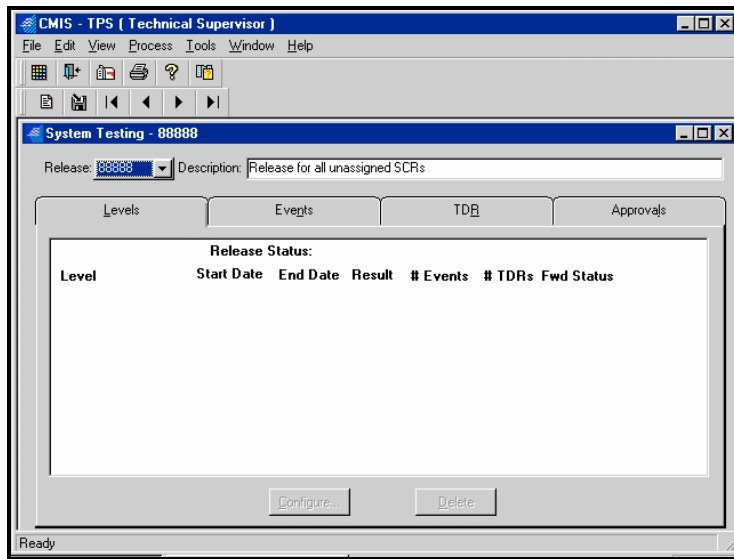 CMIS - TPS ( Technical Supervisor )
File Edit View Process Tools Window Help
System Testing - 88888
Release: 88888 Description: Release for all unassigned SCRs
Levels Events TDR Approvals
Release Status:
Level Start Date End Date Result # Events # TDRs Fwd Status
Configure... Delete
Ready